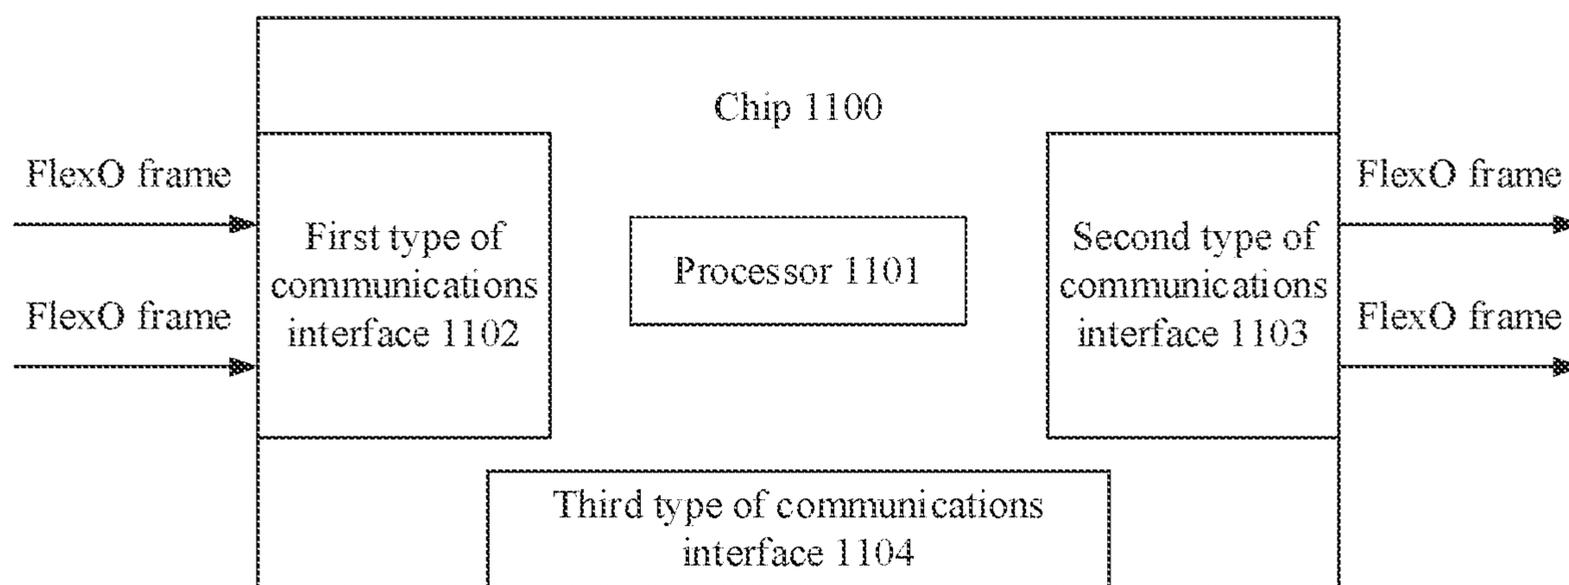 Chip 1100
FlexO frame
FlexO frame
First type of
communications
interface 1102
Processor 1101
Second type of
communications
interface 1103
FlexO frame
FlexO frame
Third type of communications
interface 1104